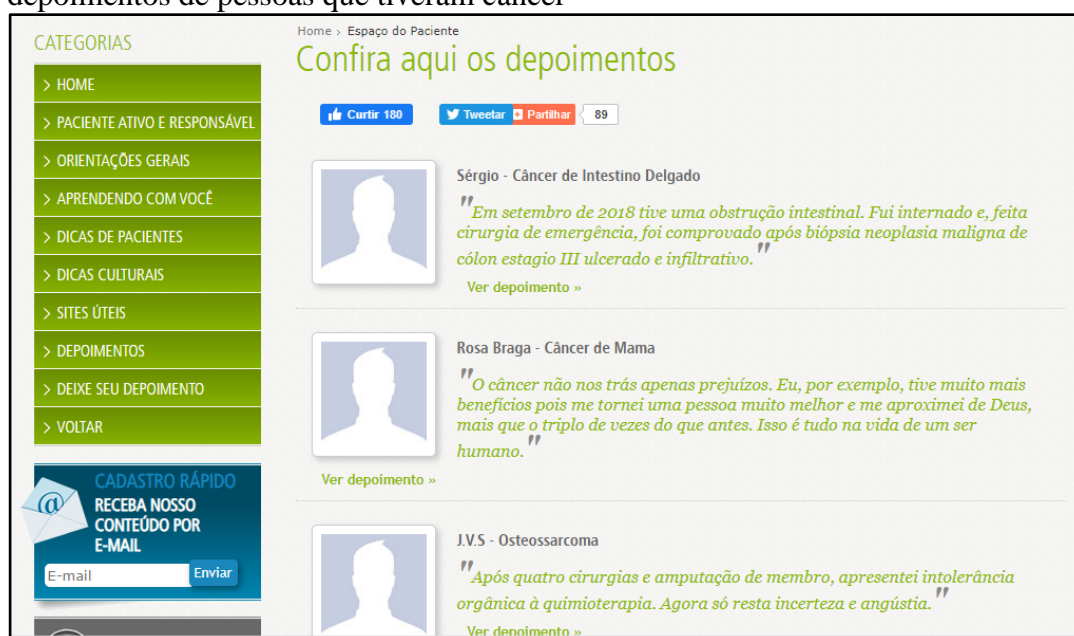 depoimentos de pessoas que tiveram câncer
CATEGORIAS
> HOME
> PACIENTE ATIVO E RESPONSÁVEL
> ORIENTAÇÕES GERAIS
> APRENDENDO COM VOCÊ
> DICAS DE PACIENTES
> DICAS CULTURAIS
> SITES ÚTEIS
> DEPOIMENTOS
> DEIXE SEU DEPOIMENTO
> VOLTAR
CADASTRO RÁPIDO
RECEBA NOSSO
CONTEÚDO POR
E-MAIL
E-mail
Enviar
Home › Espaço do Paciente
Confira aqui os depoimentos
Curtir 180
Tweetar
Partilhar
89
Sérgio - Câncer de Intestino Delgado
"Em setembro de 2018 tive uma obstrução intestinal. Fui internado e, feita
cirurgia de emergência, foi comprovado após biópsia neoplasia maligna de
cólon estagio III ulcerado e infiltrativo."
Ver depoimento »
Rosa Braga - Câncer de Mama
"O câncer não nos trás apenas prejuízos. Eu, por exemplo, tive muito mais
benefícios pois me tornei uma pessoa muito melhor e me aproximei de Deus,
mais que o triplo de vezes do que antes. Isso é tudo na vida de um ser
humano."
Ver depoimento »
J.V.S - Osteossarcoma
"Após quatro cirurgias e amputação de membro, apresentei intolerância
orgânica à quimioterapia. Agora só resta incerteza e angústia."
Ver depoimento »